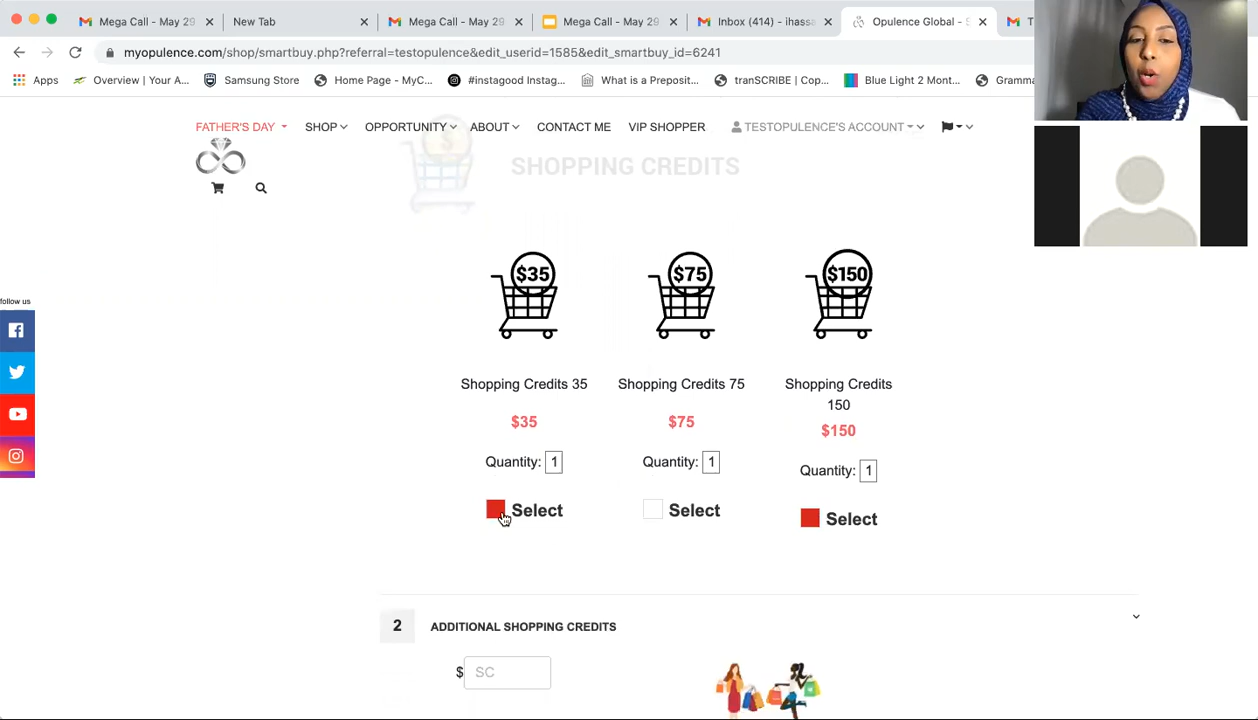 Mega Call - May 29
New Tab
Mega Call - May 29
Mega Call - May 29
Inbox (414) - ihassa
Opulence Global - S
T
myopulence.com/shop/smartbuy.php?referral=testopulence&edit_userid=1585&edit_smartbuy_id=6241
Apps
Overview | Your A...
Samsung Store
Home Page - MyC...
#instagood Instag...
What is a Preposit...
tranSCRIBE | Cop...
Blue Light 2 Mont...
Gramma
FATHER'S DAY
SHOP
OPPORTUNITY
ABOUT
CONTACT ME
VIP SHOPPER
TESTOPULENCE'S ACCOUNT
SHOPPING CREDITS
$35
$75
$150
Shopping Credits 35
Shopping Credits 75
Shopping Credits
150
$35
$75
$150
Quantity: 1
Quantity: 1
Quantity: 1
Select
Select
Select
follow us
2
ADDITIONAL SHOPPING CREDITS
$ SC